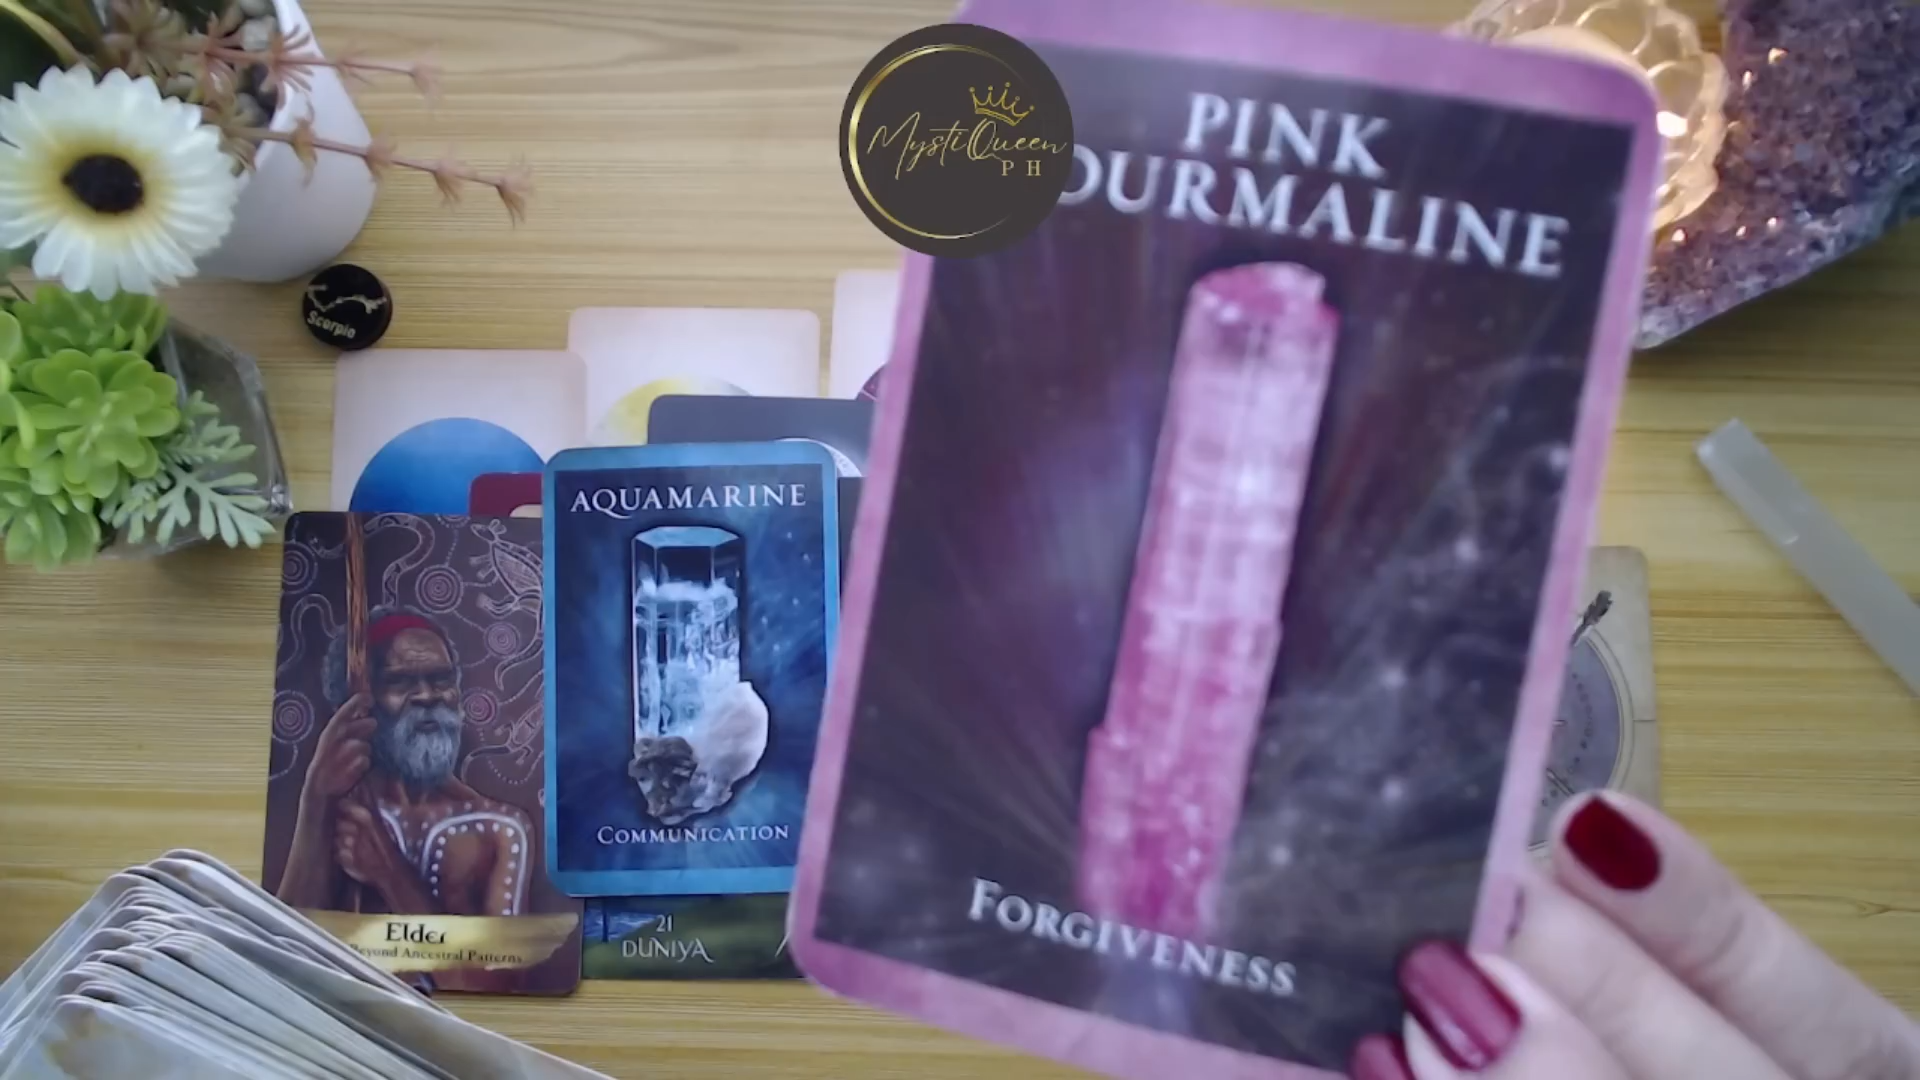 MystiQueen
PH
PINK
OURMALINE
FORGIVENESS
Scorpio
AQUAMARINE
COMMUNICATION
Elder
Beyond Ancestral Patterns
21
DUNIYA